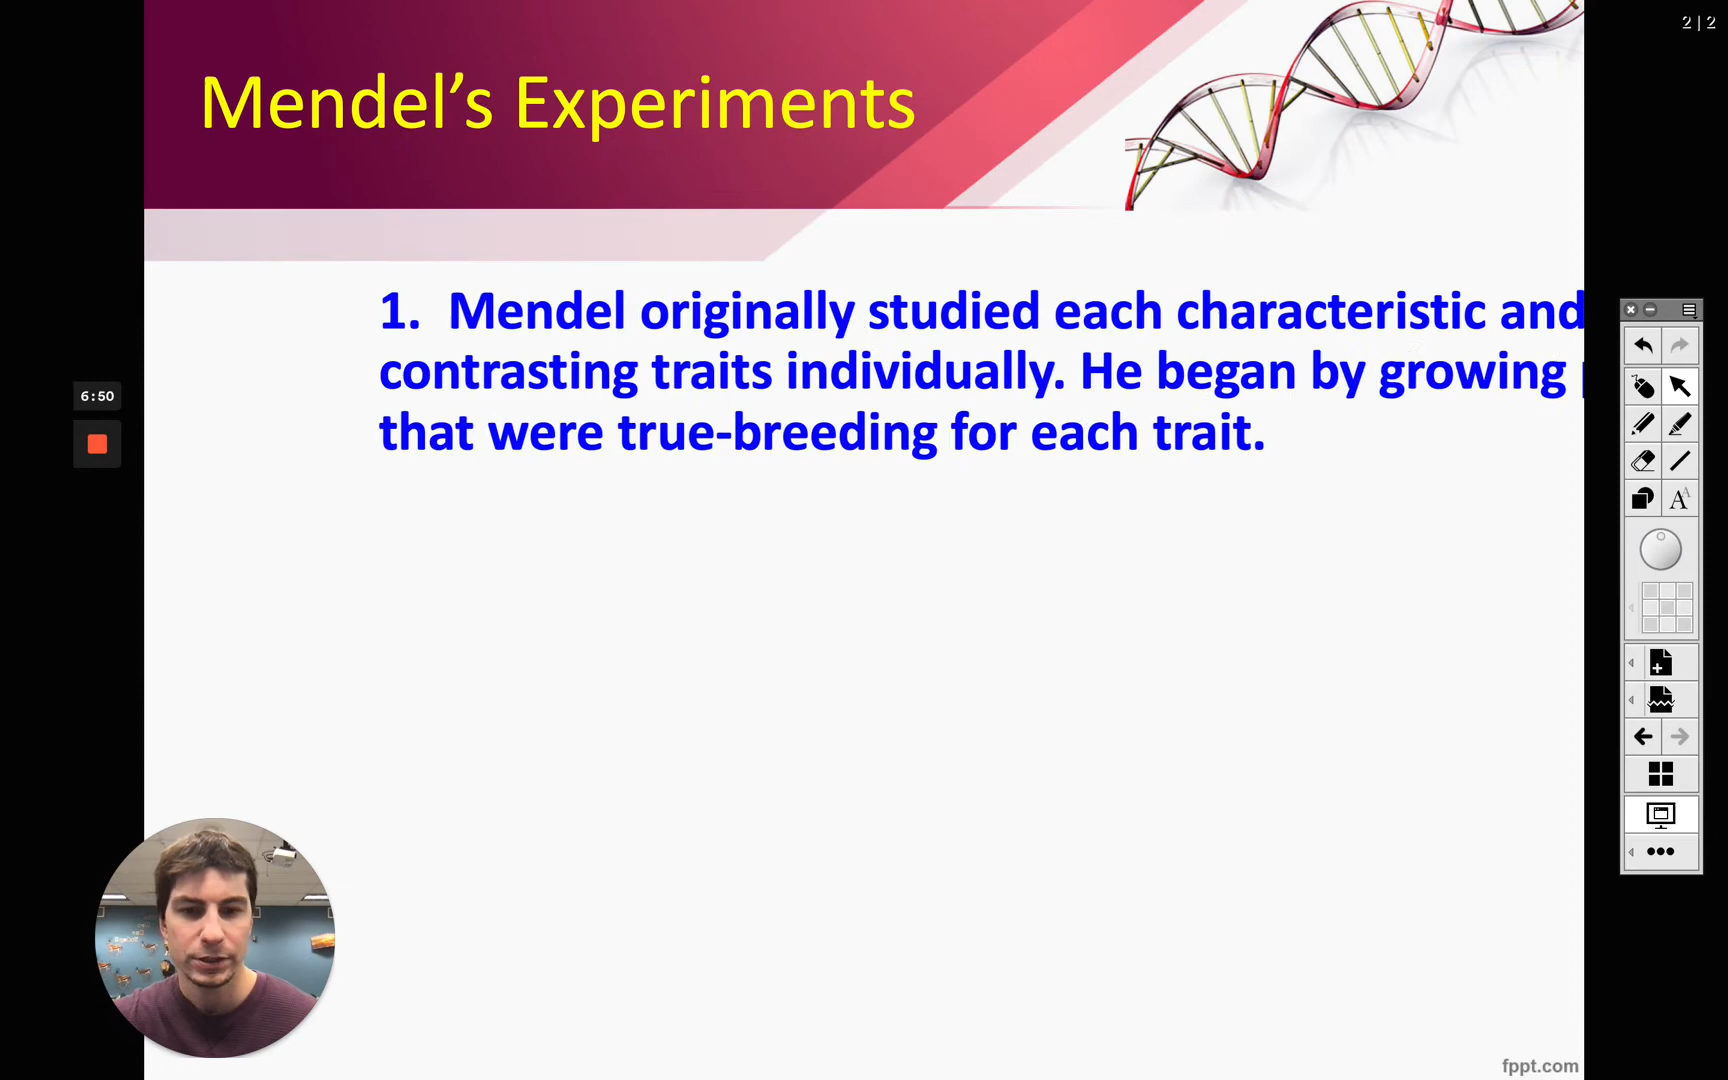 2 | 2
Mendel’s Experiments
1. Mendel originally studied each characteristic and
contrasting traits individually. He began by growing
that were true-breeding for each trait.
6:50
A A
fppt.com